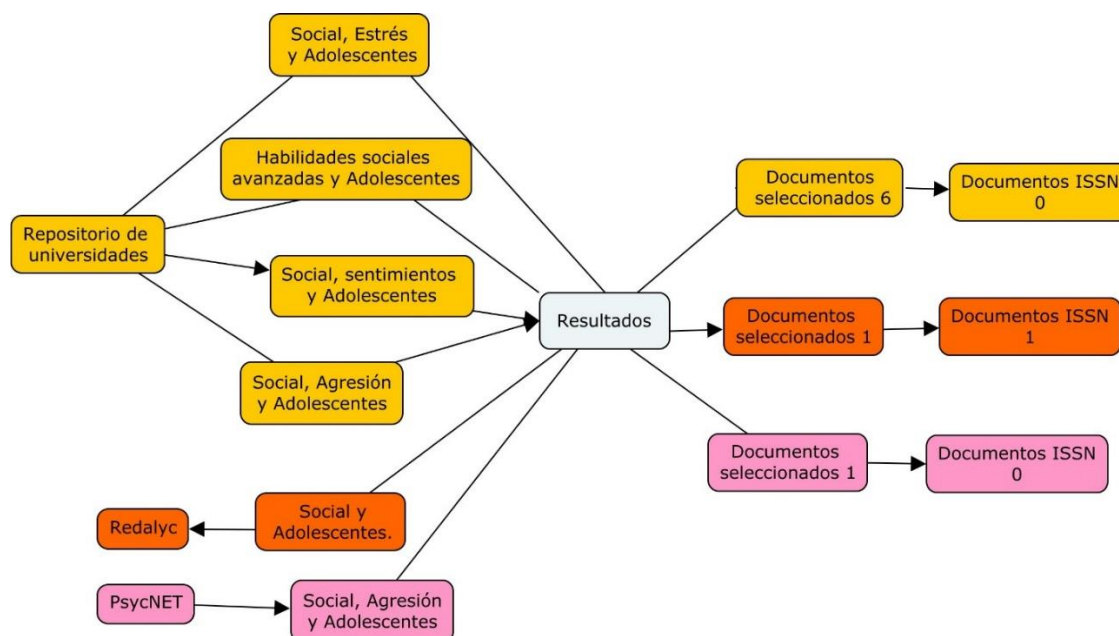 Social, Estrés
y Adolescentes
Habilidades sociales
avanzadas y Adolescentes
Repositorio de
universidades
Social, sentimientos
y Adolescentes
Social, Agresión
y Adolescentes
Resultados
Documentos
seleccionados 6
Documentos ISSN
0
Documentos
seleccionados 1
Documentos ISSN
1
Documentos
seleccionados 1
Documentos ISSN
0
Redalyc
Social y
Adolescentes.
PsycNET
Social, Agresión
y Adolescentes